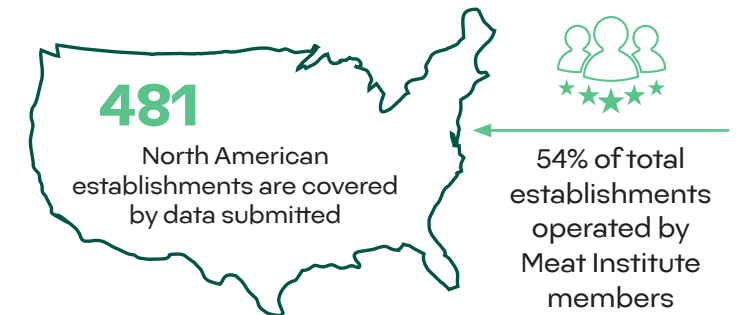 481
North American
establishments are covered
by data submitted
54% of total
establishments
operated by
Meat Institute
members